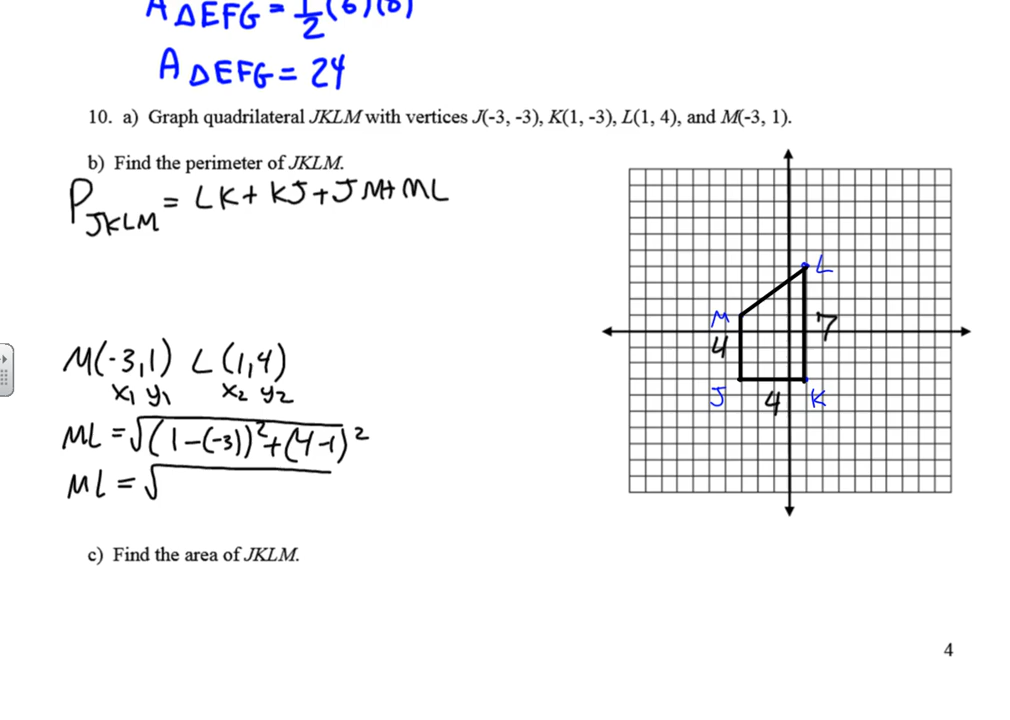 A △EFG = 1/2 (6)(8)
A △EFG = 24
10. a) Graph quadrilateral JKLM with vertices J(-3, -3), K(1, -3), L(1, 4), and M(-3, 1).
b) Find the perimeter of JKLM.
P JKLM = LK + KJ + JM + ML
L
M
7
4
J
4
K
M(-3,1) L(1,4)
x1 y1 x2 y2
ML = √(1-(-3))²+(4-1)²
ML = √
c) Find the area of JKLM.
4